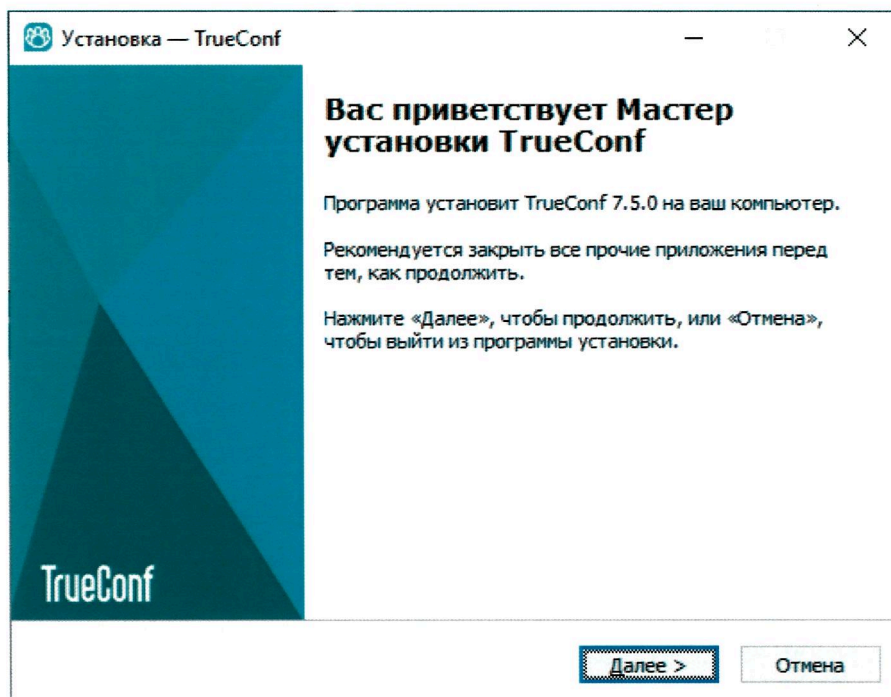 Установка — TrueConf
Вас приветствует Мастер
установки TrueConf
Программа установит TrueConf 7.5.0 на ваш компьютер.
Рекомендуется закрыть все прочие приложения перед
тем, как продолжить.
Нажмите «Далее», чтобы продолжить, или «Отмена»,
чтобы выйти из программы установки.
TrueConf
Далее >
Отмена